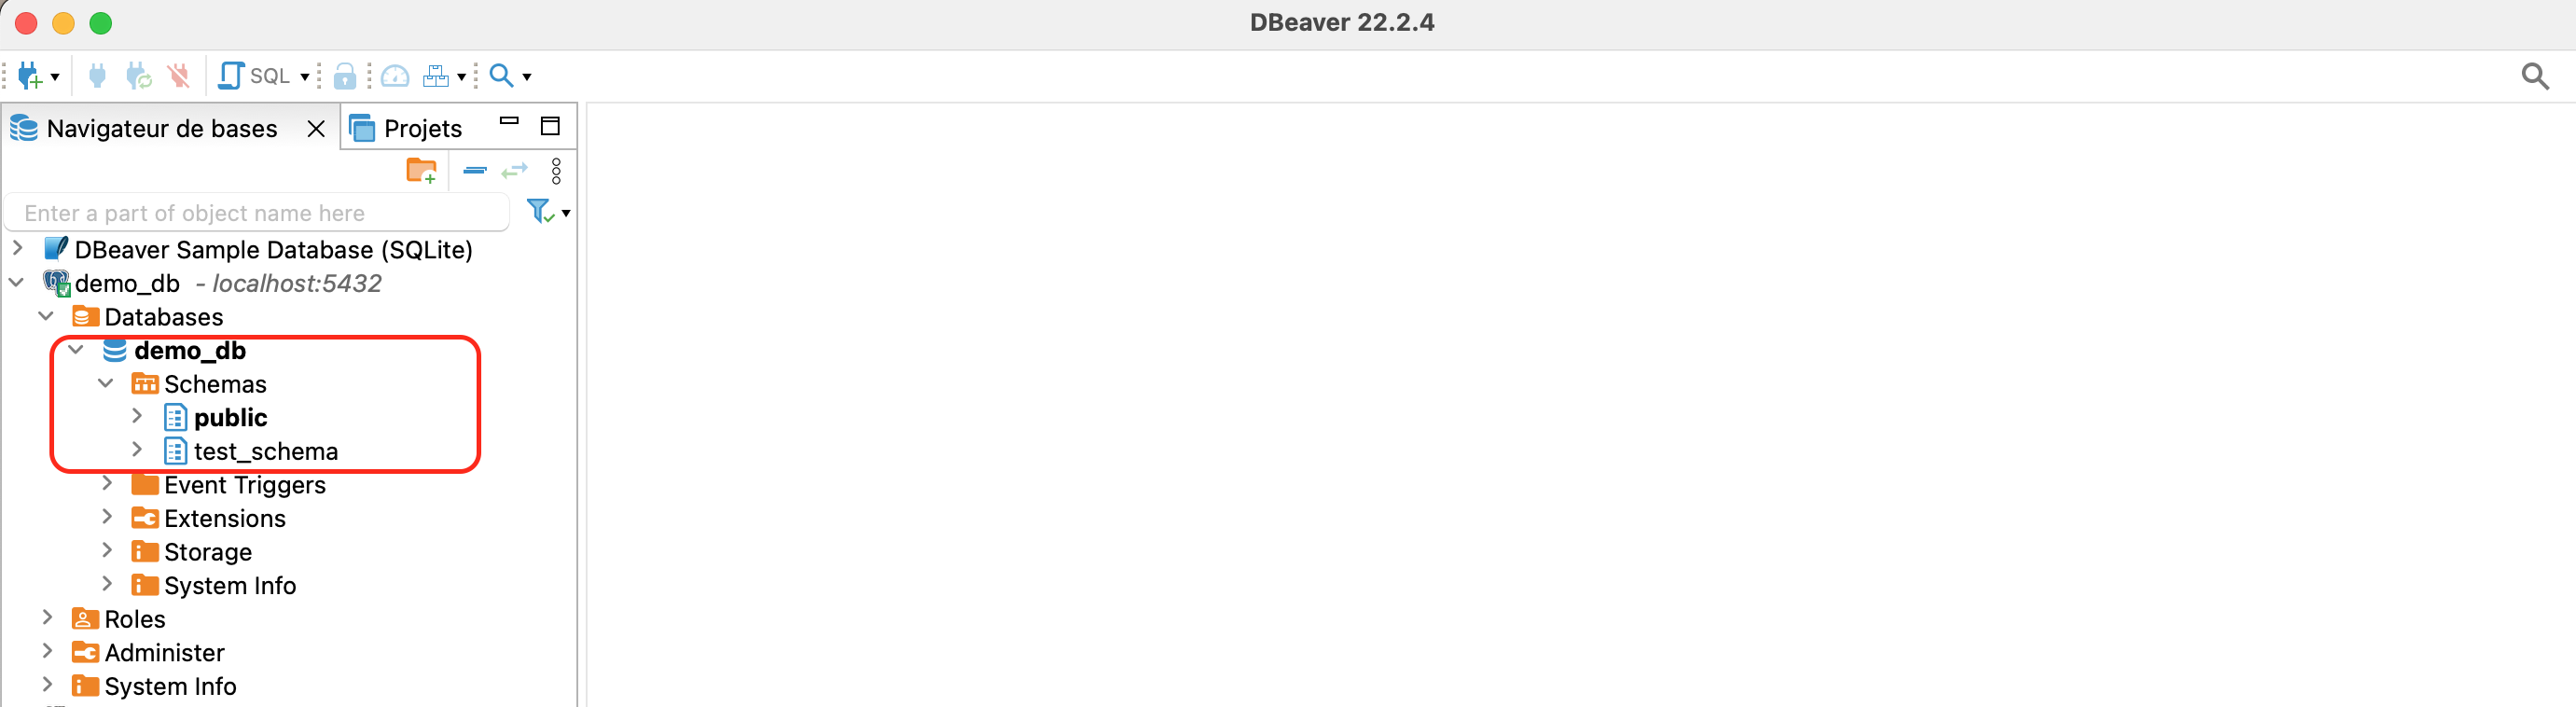 DBeaver 22.2.4
SQL
Navigateur de bases
Projets
Enter a part of object name here
DBeaver Sample Database (SQLite)
demo_db - localhost:5432
Databases
demo_db
Schemas
public
test_schema
Event Triggers
Extensions
Storage
System Info
Roles
Administer
System Info